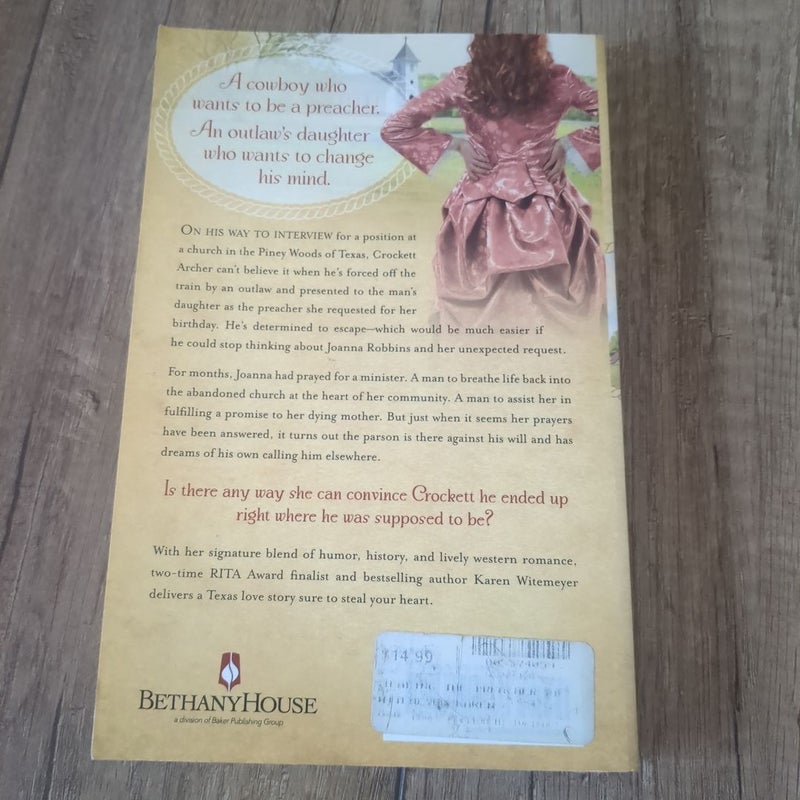 A cowboy who
wants to be a preacher.
An outlaw's daughter
who wants to change
his mind.
ON HIS WAY TO INTERVIEW for a position at
a church in the Piney Woods of Texas, Crockett
Archer can't believe it when he's forced off the
train by an outlaw and presented to the man's
daughter as the preacher she requested for her
birthday. He's determined to escape—which would be much easier if
he could stop thinking about Joanna Robbins and her unexpected request.
For months, Joanna had prayed for a minister. A man to breathe life back into
the abandoned church at the heart of her community. A man to assist her in
fulfilling a promise to her dying mother. But just when it seems her prayers
have been answered, it turns out the parson is there against his will and has
dreams of his own calling him elsewhere.
Is there any way she can convince Crockett he ended up
right where he was supposed to be?
With her signature blend of humor, history, and lively western romance,
two-time RITA Award finalist and bestselling author Karen Witemeyer
delivers a Texas love story sure to steal your heart.
$14.99
BETHANYHOUSE
a division of Baker Publishing Group